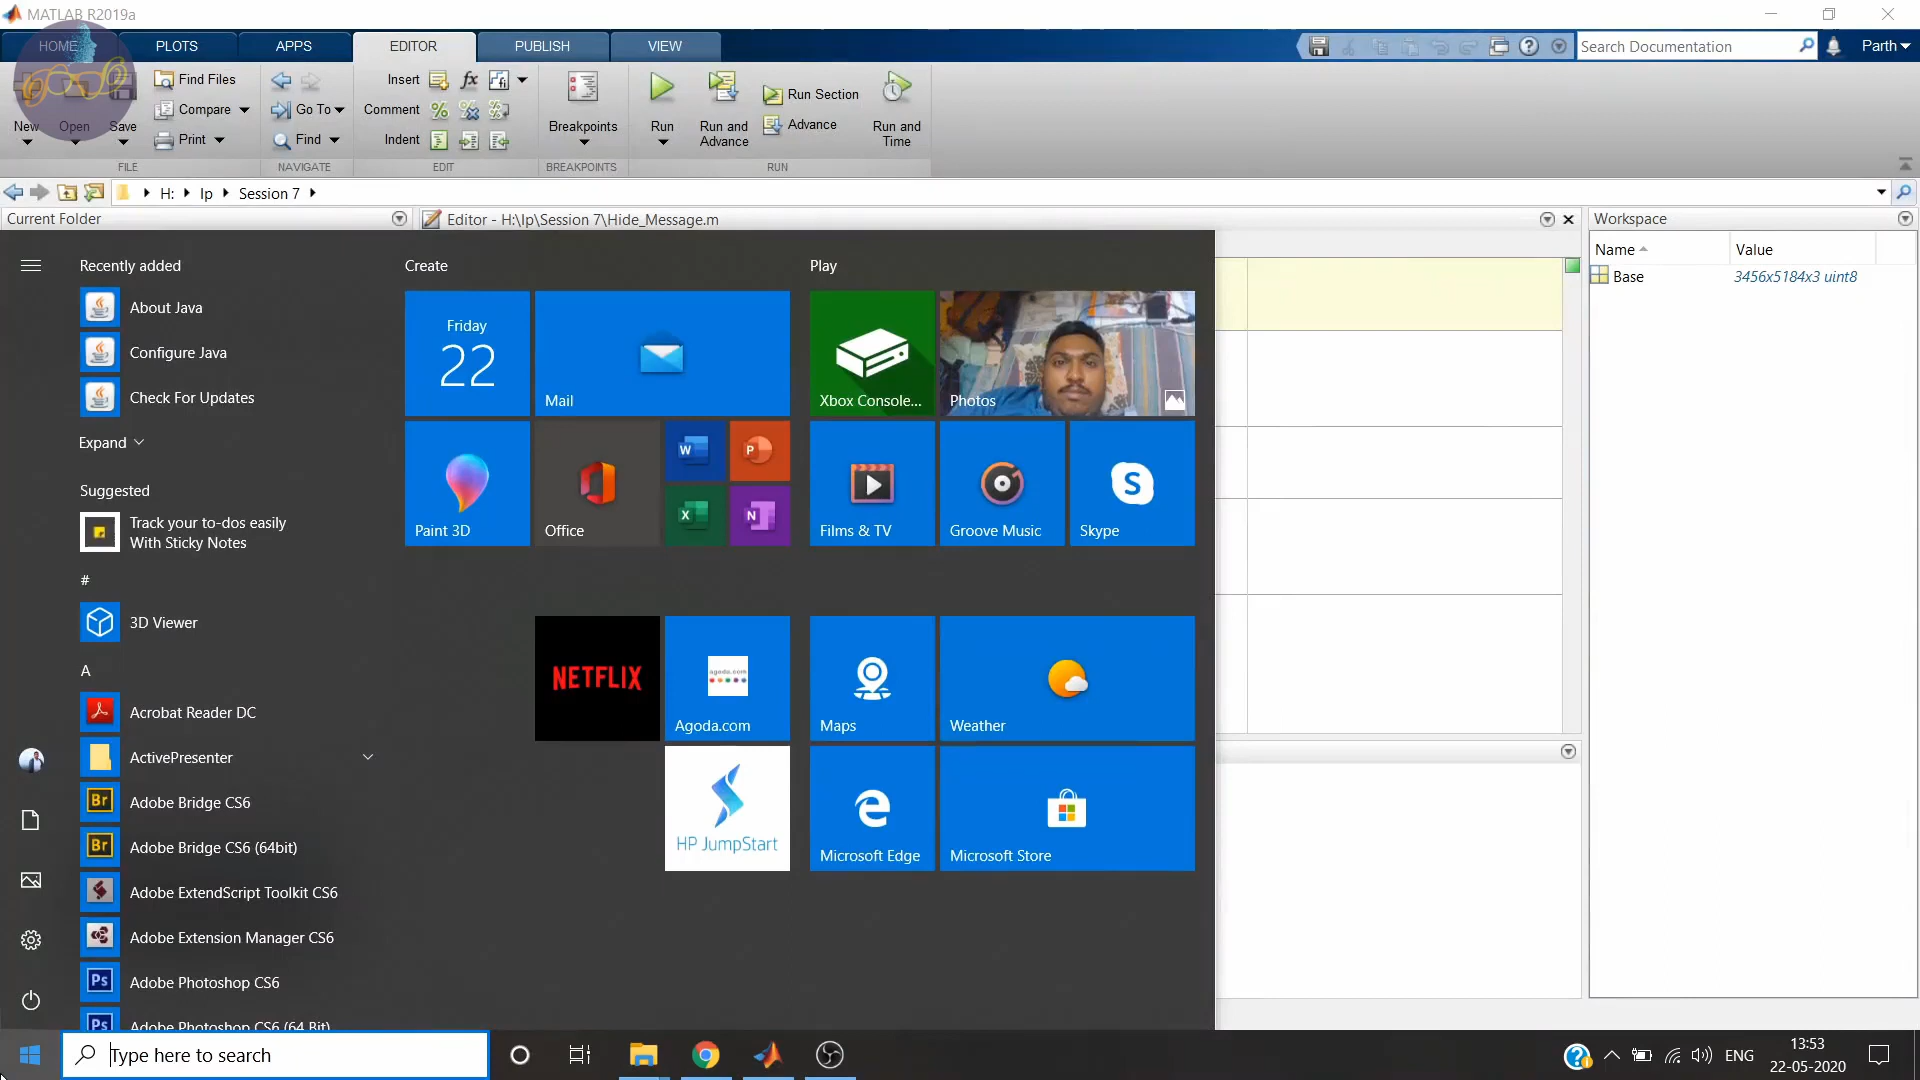 MATLAB R2019a
HOME PLOTS APPS EDITOR PUBLISH VIEW
Search Documentation
Parth
New Open Save
Find Files
Compare
Print
FILE
Go To
Find
NAVIGATE
Insert
Comment
Indent
EDIT
Breakpoints
BREAKPOINTS
Run
Run and Advance
Run Section
Advance
Run and Time
RUN
H: Ip Session 7
Current Folder
Editor - H:\Ip\Session 7\Hide_Message.m
Workspace
Name Value
Base 3456x5184x3 uint8
Recently added
About Java
Configure Java
Check For Updates
Expand
Suggested
Track your to-dos easily
With Sticky Notes
#
3D Viewer
A
Acrobat Reader DC
ActivePresenter
Adobe Bridge CS6
Adobe Bridge CS6 (64bit)
Adobe ExtendScript Toolkit CS6
Adobe Extension Manager CS6
Adobe Photoshop CS6
Adobe Photoshop CS6 (64 Bit)
Create
Friday
22
Mail
Paint 3D
Office
NETFLIX
agoda.com
Agoda.com
HP JumpStart
Play
Xbox Console...
Photos
Films & TV
Groove Music
Skype
Maps
Weather
Microsoft Edge
Microsoft Store
Type here to search
ENG
13:53
22-05-2020